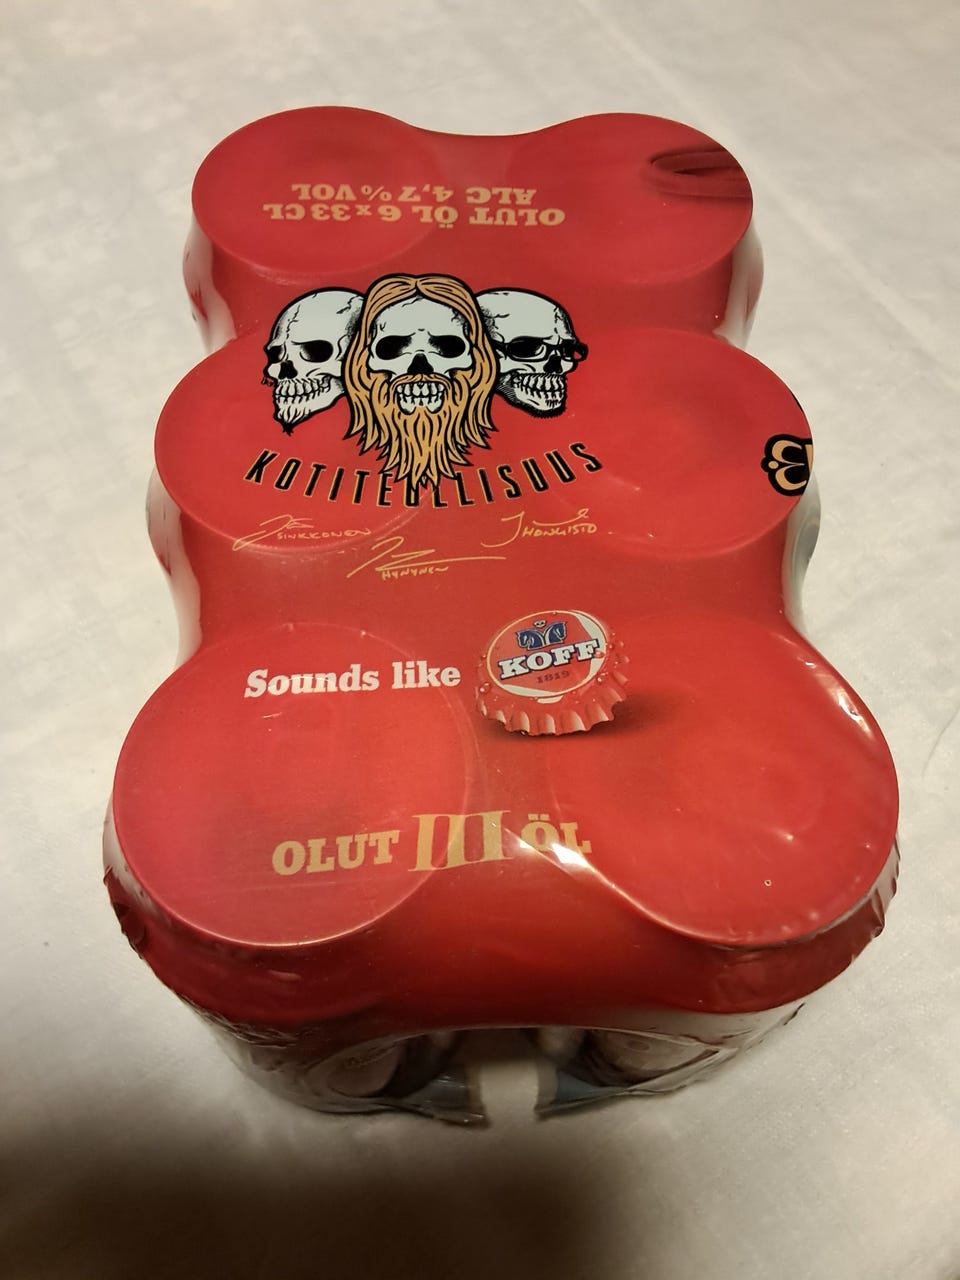 OLUT ÖL 6 x 33 CL
ALC 4,7 % VOL
KOTITEOLLISUUS
SINKKONEN
HYNYNEN
J HONGISTO
Sounds like
KOFF
1819
OLUT III ÖL